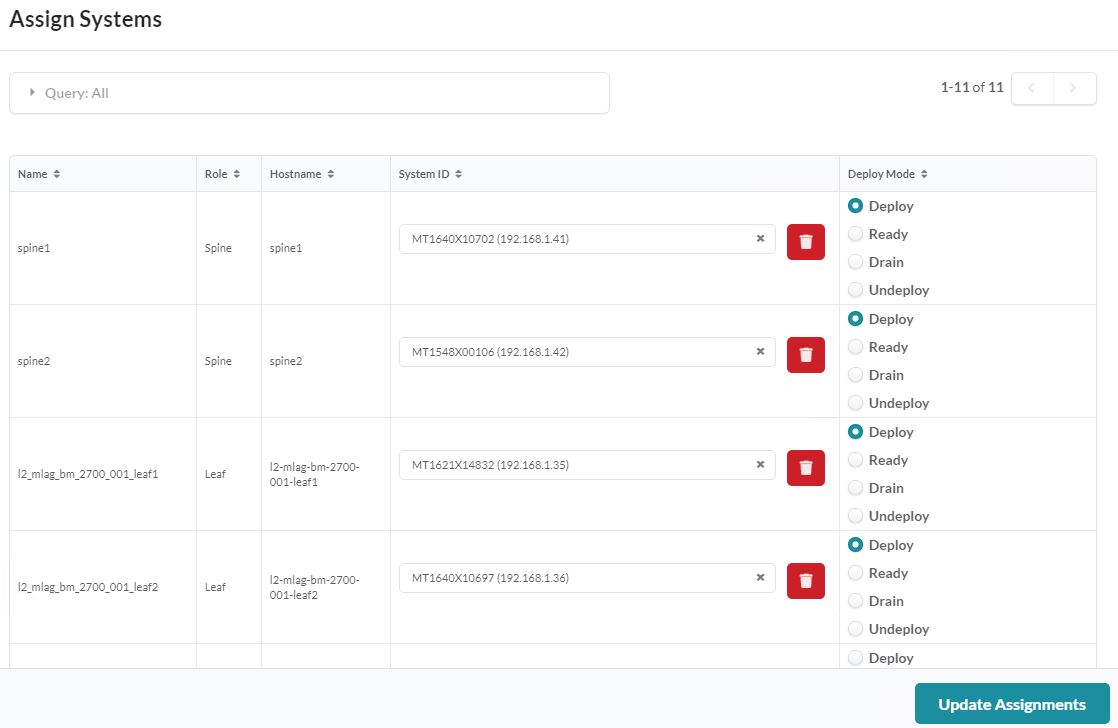 Assign Systems
Query: All
1-11 of 11
Name Role Hostname System ID Deploy Mode
spine1 Spine spine1 MT1640X10702 (192.168.1.41)
Deploy
Ready
Drain
Undeploy
spine2 Spine spine2 MT1548X00106 (192.168.1.42)
Deploy
Ready
Drain
Undeploy
l2_mlag_bm_2700_001_leaf1 Leaf l2-mlag-bm-2700-
001-leaf1
MT1621X14832 (192.168.1.35)
Deploy
Ready
Drain
Undeploy
l2_mlag_bm_2700_001_leaf2 Leaf l2-mlag-bm-2700-
001-leaf2
MT1640X10697 (192.168.1.36)
Deploy
Ready
Drain
Undeploy
Deploy
Update Assignments